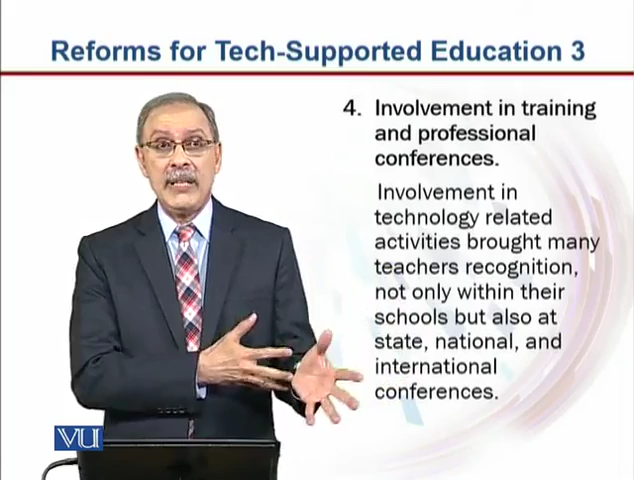 Reforms for Tech-Supported Education 3
4. Involvement in training
and professional
conferences.
Involvement in
technology related
activities brought many
teachers recognition,
not only within their
schools but also at
state, national, and
international
conferences.
VU